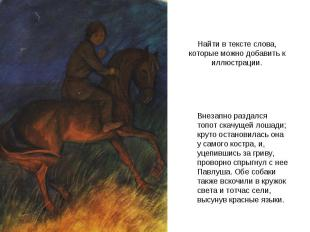 Найти в тексте слова,
которые можно добавить к
иллюстрации.
Внезапно раздался
топот скачущей лошади;
круто остановилась она
у самого костра, и,
уцепившись за гриву,
проворно спрыгнул с нее
Павлуша. Обе собаки
также вскочили в кружок
света и тотчас сели,
высунув красные языки.